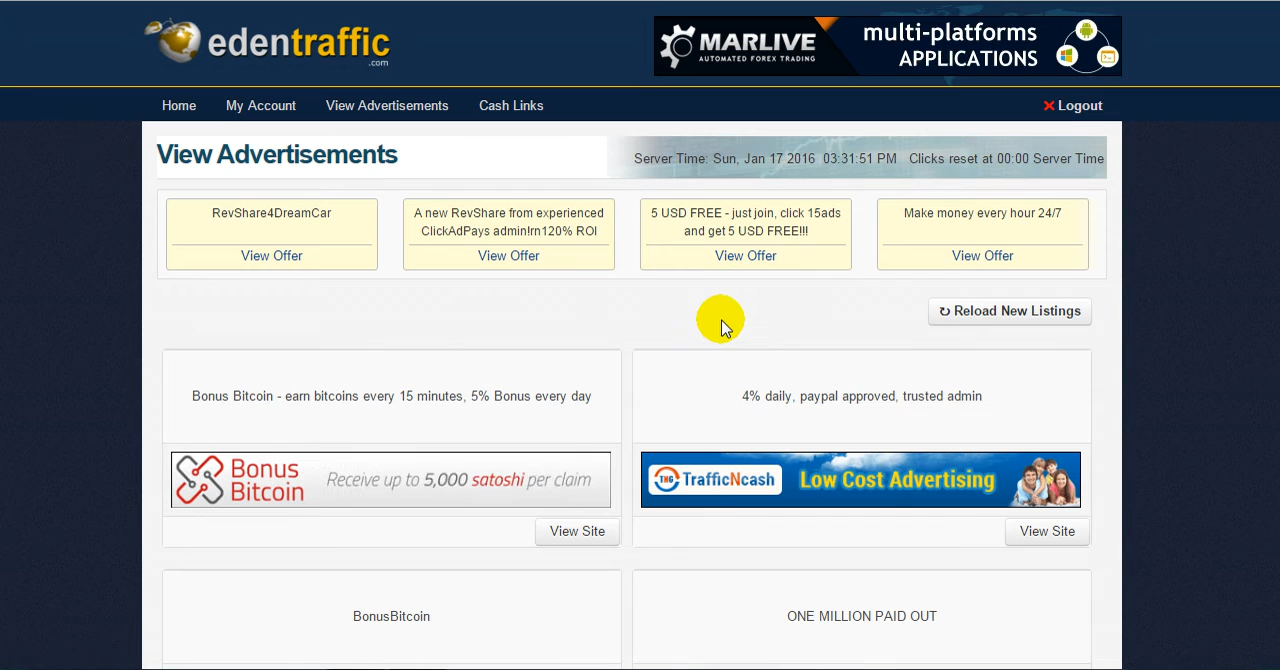 edentraffic
.com
MARLIVE
AUTOMATED FOREX TRADING
multi-platforms
APPLICATIONS
Home
My Account
View Advertisements
Cash Links
Logout
View Advertisements
Server Time: Sun, Jan 17 2016 03:31:51 PM Clicks reset at 00:00 Server Time
RevShare4DreamCar
View Offer
A new RevShare from experienced
ClickAdPays admin!rn120% ROI
View Offer
5 USD FREE - just join, click 15ads
and get 5 USD FREE!!!
View Offer
Make money every hour 24/7
View Offer
↻ Reload New Listings
Bonus Bitcoin - earn bitcoins every 15 minutes, 5% Bonus every day
Bonus
Bitcoin
Receive up to 5,000 satoshi per claim
View Site
4% daily, paypal approved, trusted admin
TNC TrafficNcash
Low Cost Advertising
View Site
BonusBitcoin
ONE MILLION PAID OUT